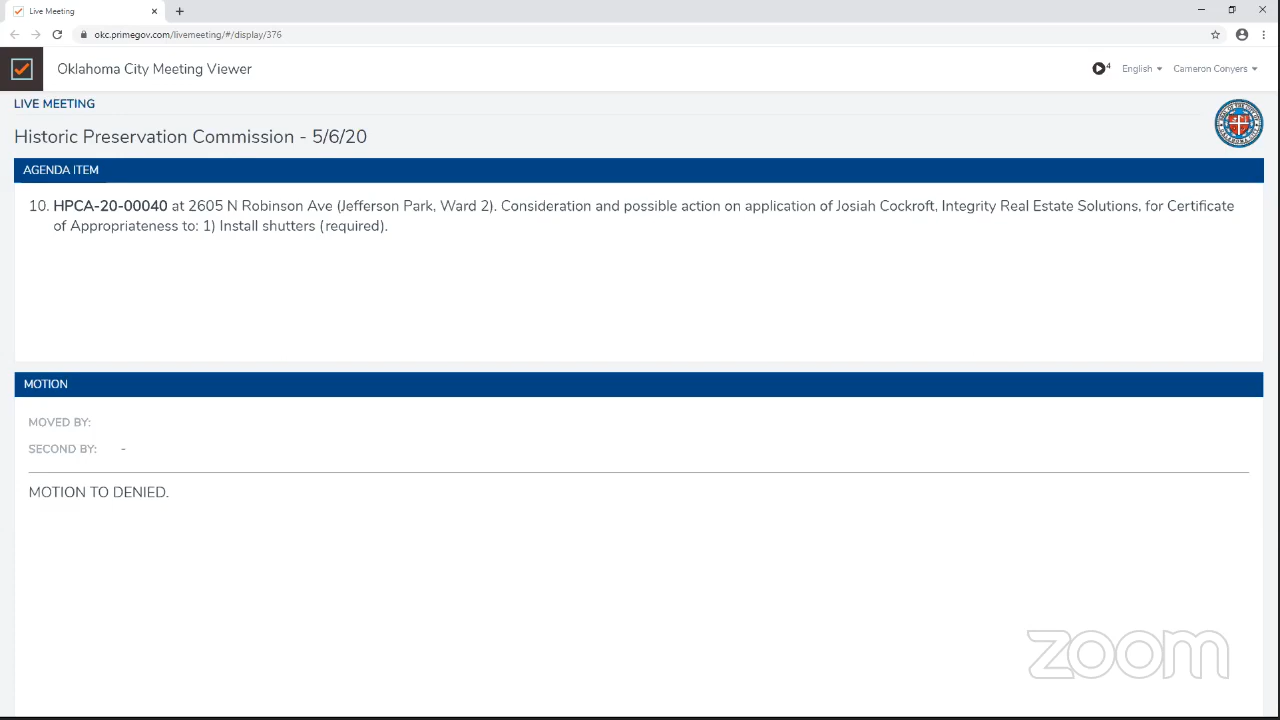 Live Meeting
okc.primegov.com/livemeeting/#/display/376
Oklahoma City Meeting Viewer
4
English
Cameron Conyers
LIVE MEETING
Historic Preservation Commission - 5/6/20
AGENDA ITEM
10. HPCA-20-00040 at 2605 N Robinson Ave (Jefferson Park, Ward 2). Consideration and possible action on application of Josiah Cockroft, Integrity Real Estate Solutions, for Certificate
of Appropriateness to: 1) Install shutters (required).
MOTION
MOVED BY:
SECOND BY: -
MOTION TO DENIED.
zoom